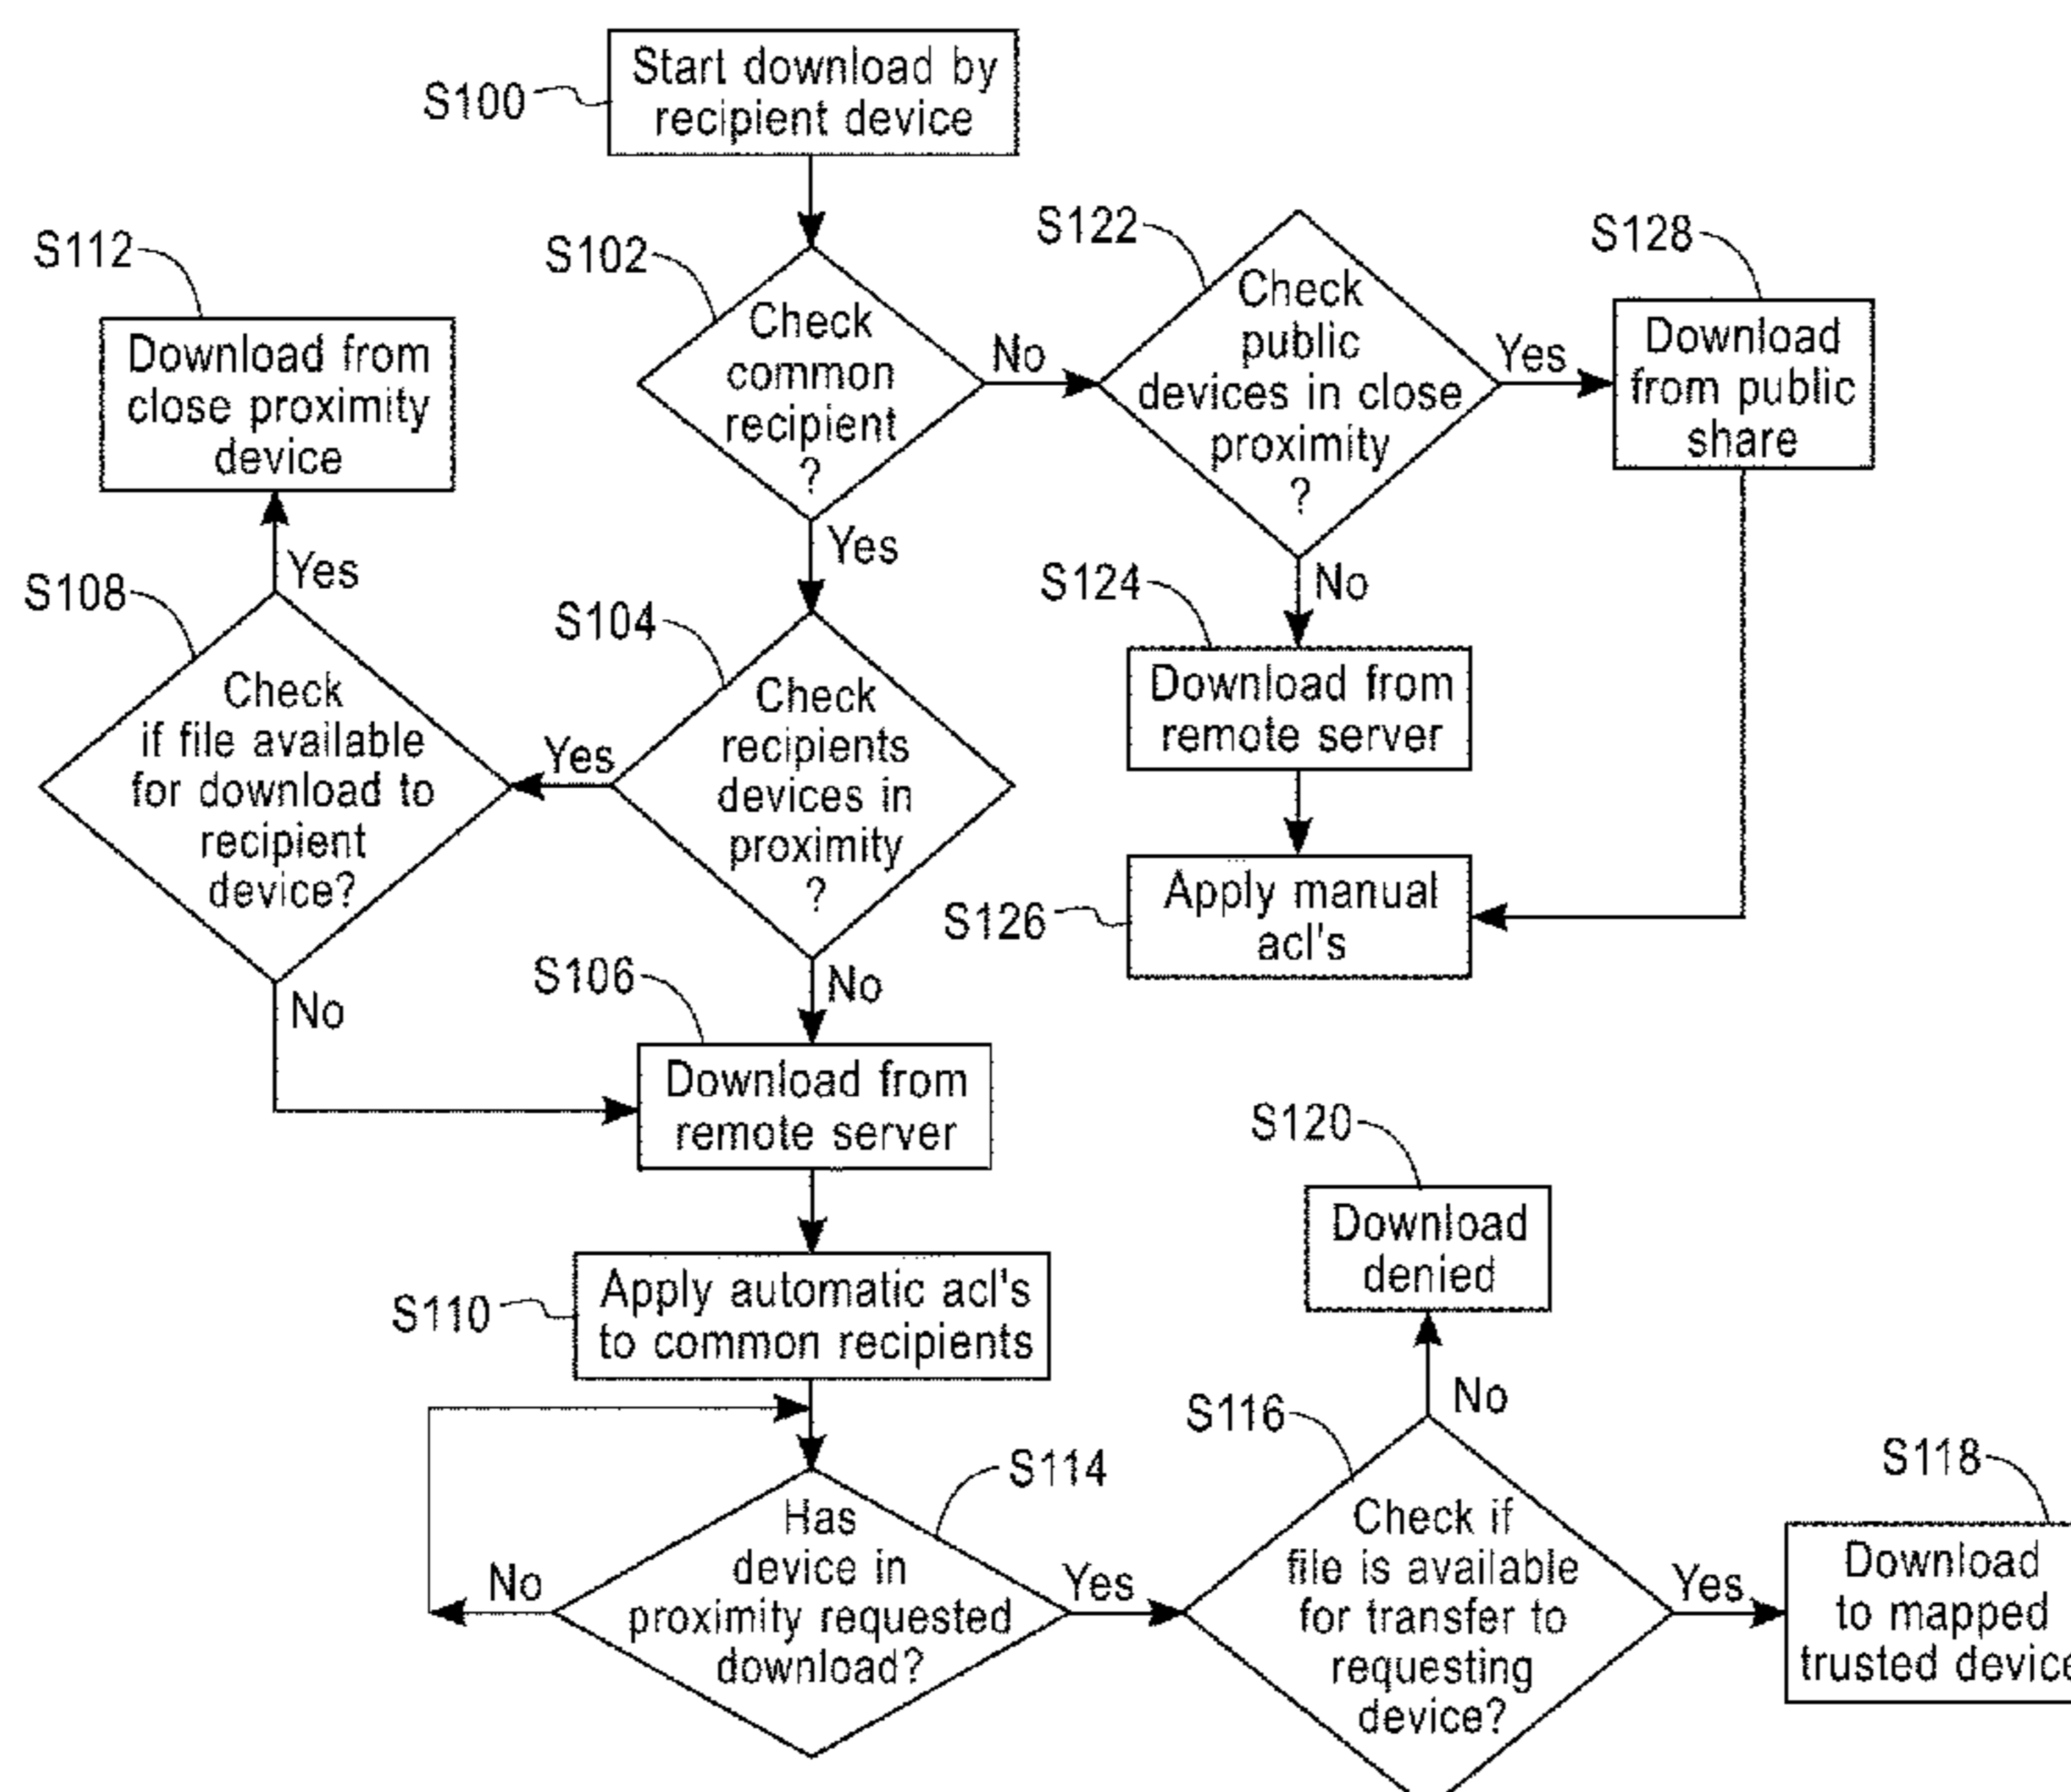 S100
Start download by
recipient device
S102
Check
common
recipient
?
No
Yes
S122
Check
public
devices in close
proximity
?
Yes
No
S128
Download
from public
share
S124
Download from
remote server
S126
Apply manual
acl's
S112
Download from
close proximity
device
Yes
S108
Check
if file available
for download to
recipient
device?
No
S104
Check
recipients
devices in
proximity
?
Yes
No
S106
Download from
remote server
S110
Apply automatic acl's
to common recipients
S114
Has
device in
proximity requested
download?
No
Yes
S116
Check if
file is available
for transfer to
requesting
device?
No
Yes
S120
Download
denied
S118
Download
to mapped
trusted device